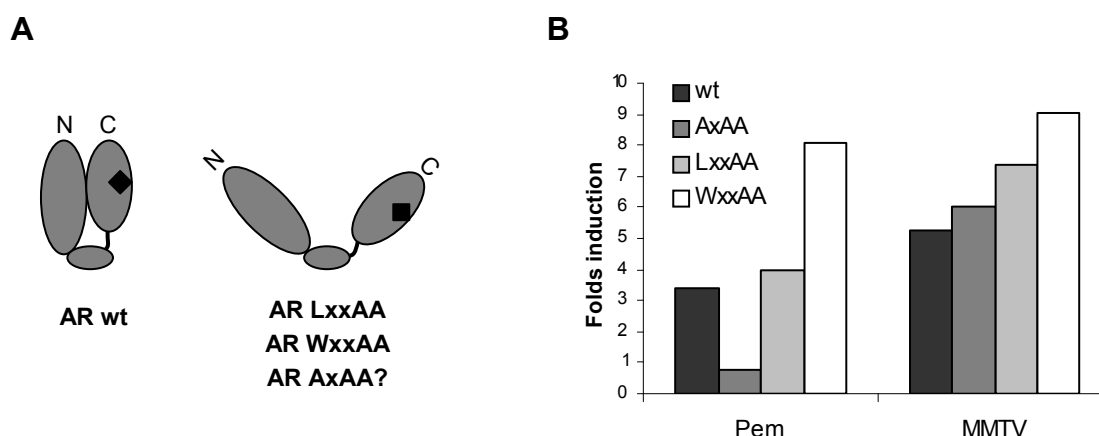 A
N C
AR wt
N C
AR LxxAA
AR WxxAA
AR AxAA?
B
Folds induction
10
9
8
7
6
5
4
3
2
1
0
wt
AxAA
LxxAA
WxxAA
Pem MMTV